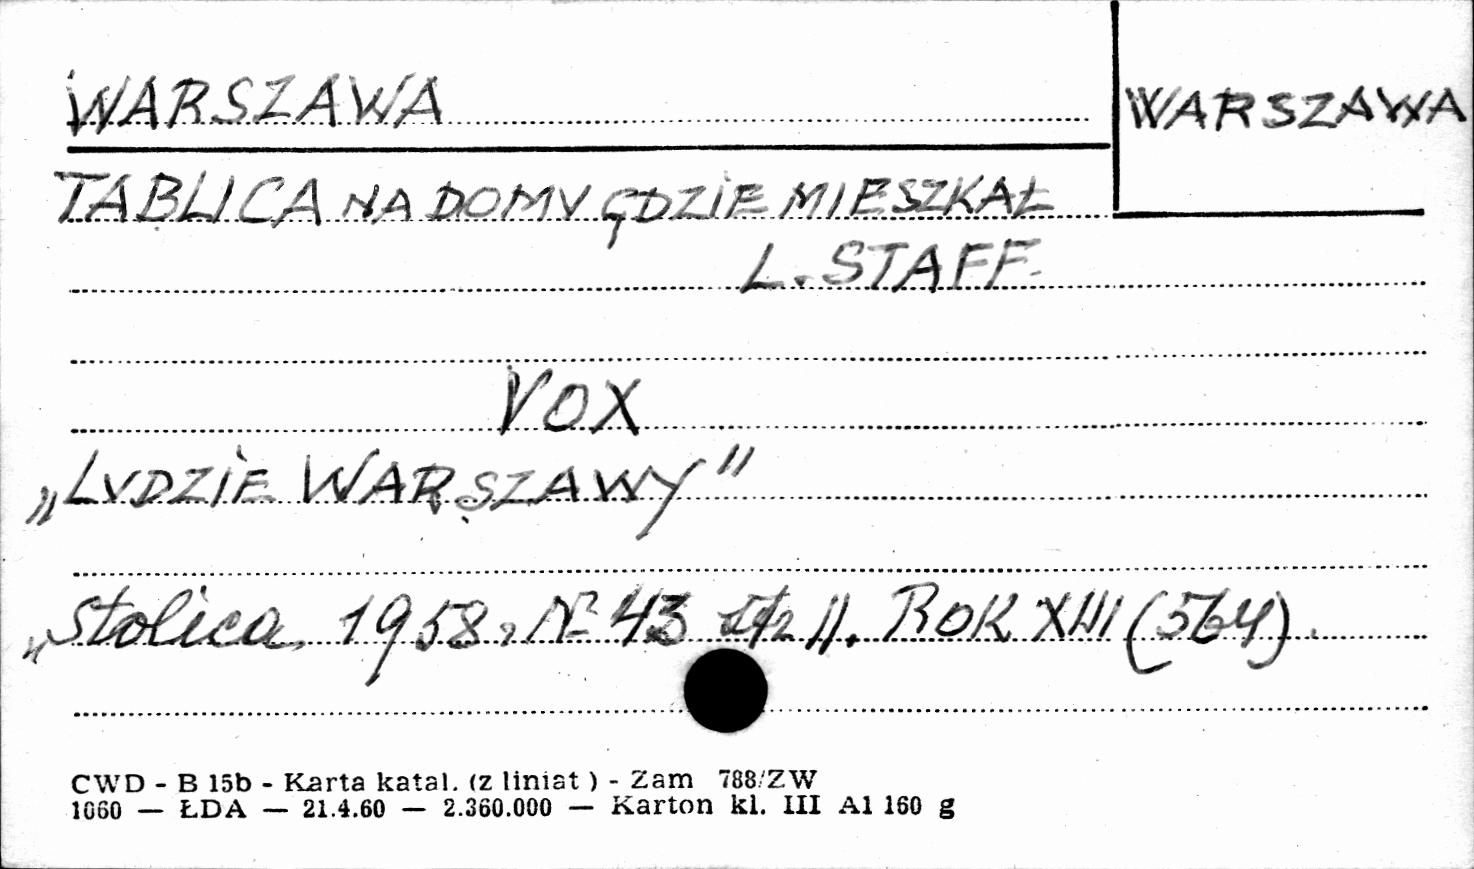 WARSZAWA
WARSZAWA
TABLICA NA DOMU GDZIE MIESZKAŁ
L. STAFF.
VOX
„LUDZIE WARSZAWY"
„Stolica, 1958, № 43 str 11. ROK XIII (564).
CWD - B 15b - Karta katal. (z liniat ) - Zam 788/ZW
1060 — ŁDA — 21.4.60 — 2.360.000 — Karton kl. III A1 160 g